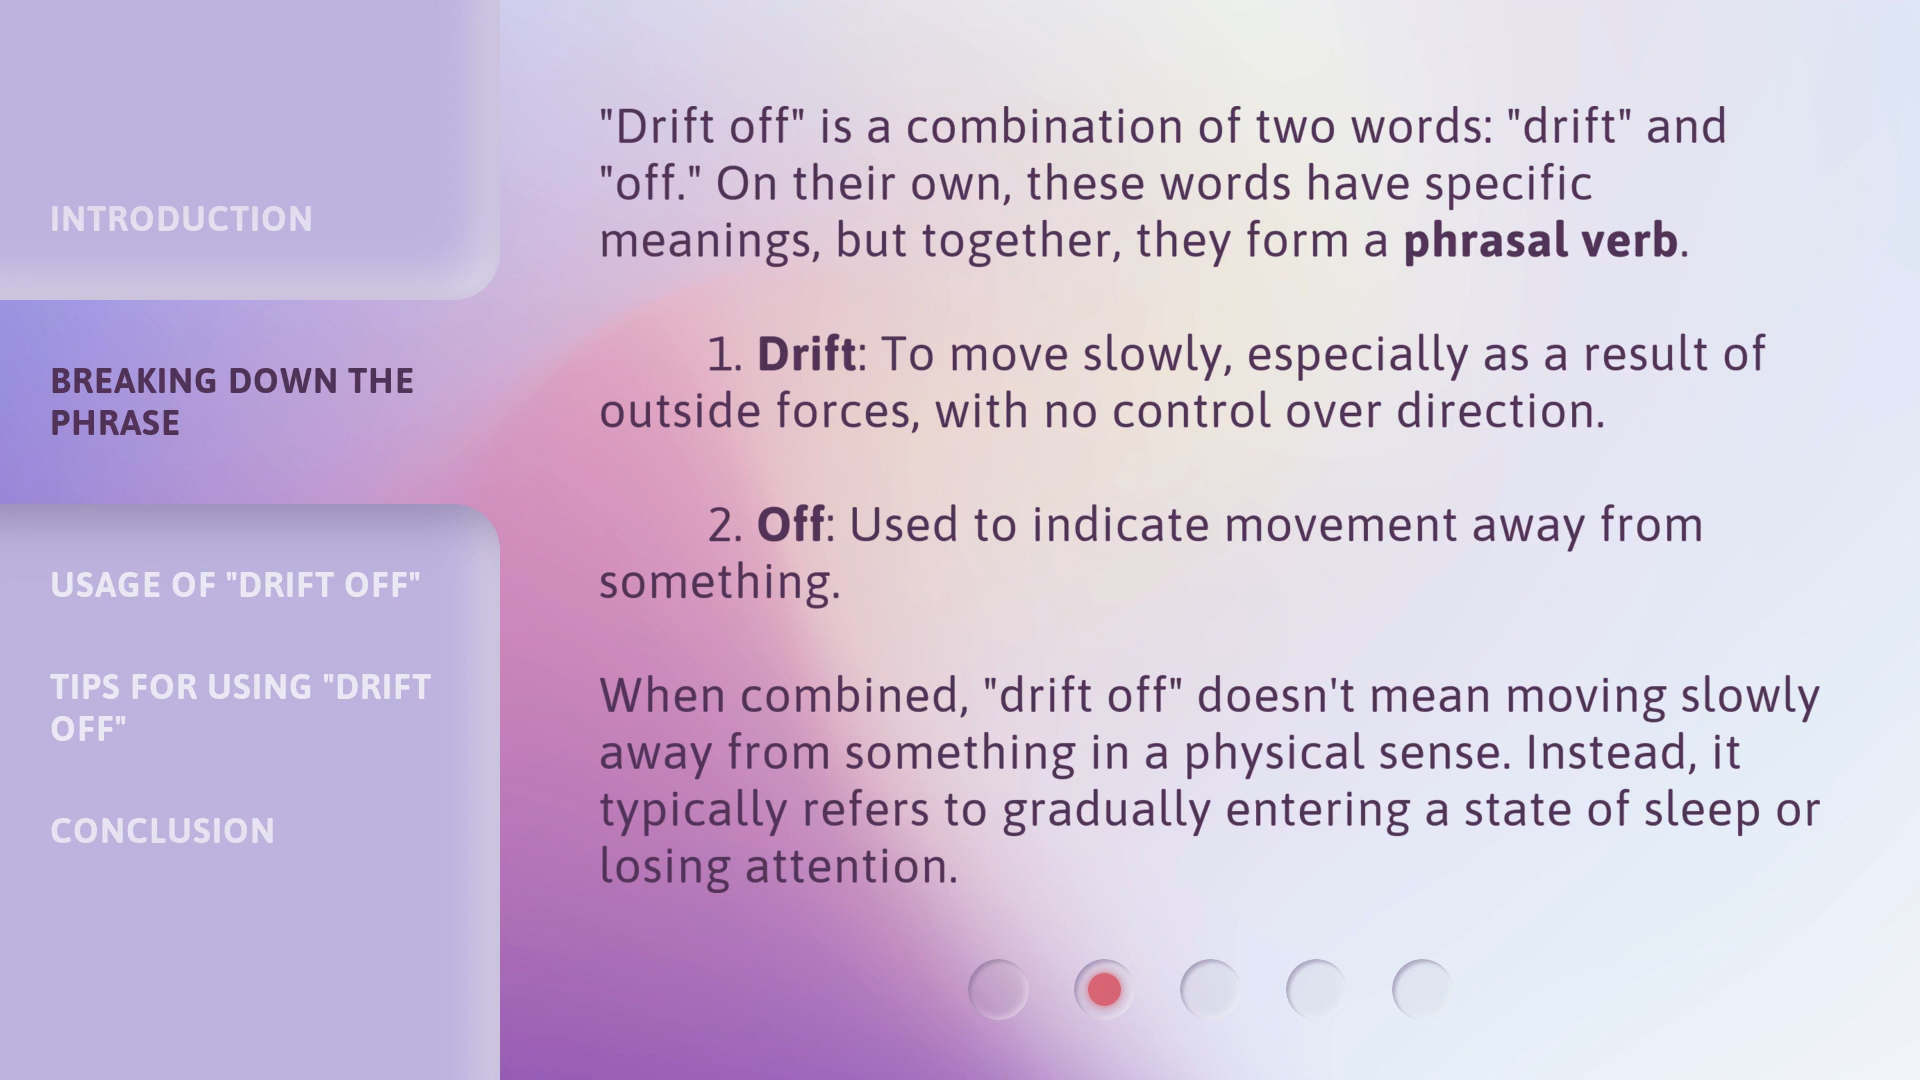 INTRODUCTION
BREAKING DOWN THE
PHRASE
USAGE OF "DRIFT OFF"
TIPS FOR USING "DRIFT
OFF"
CONCLUSION
"Drift off" is a combination of two words: "drift" and
"off." On their own, these words have specific
meanings, but together, they form a phrasal verb.
1. Drift: To move slowly, especially as a result of
outside forces, with no control over direction.
2. Off: Used to indicate movement away from
something.
When combined, "drift off" doesn't mean moving slowly
away from something in a physical sense. Instead, it
typically refers to gradually entering a state of sleep or
losing attention.